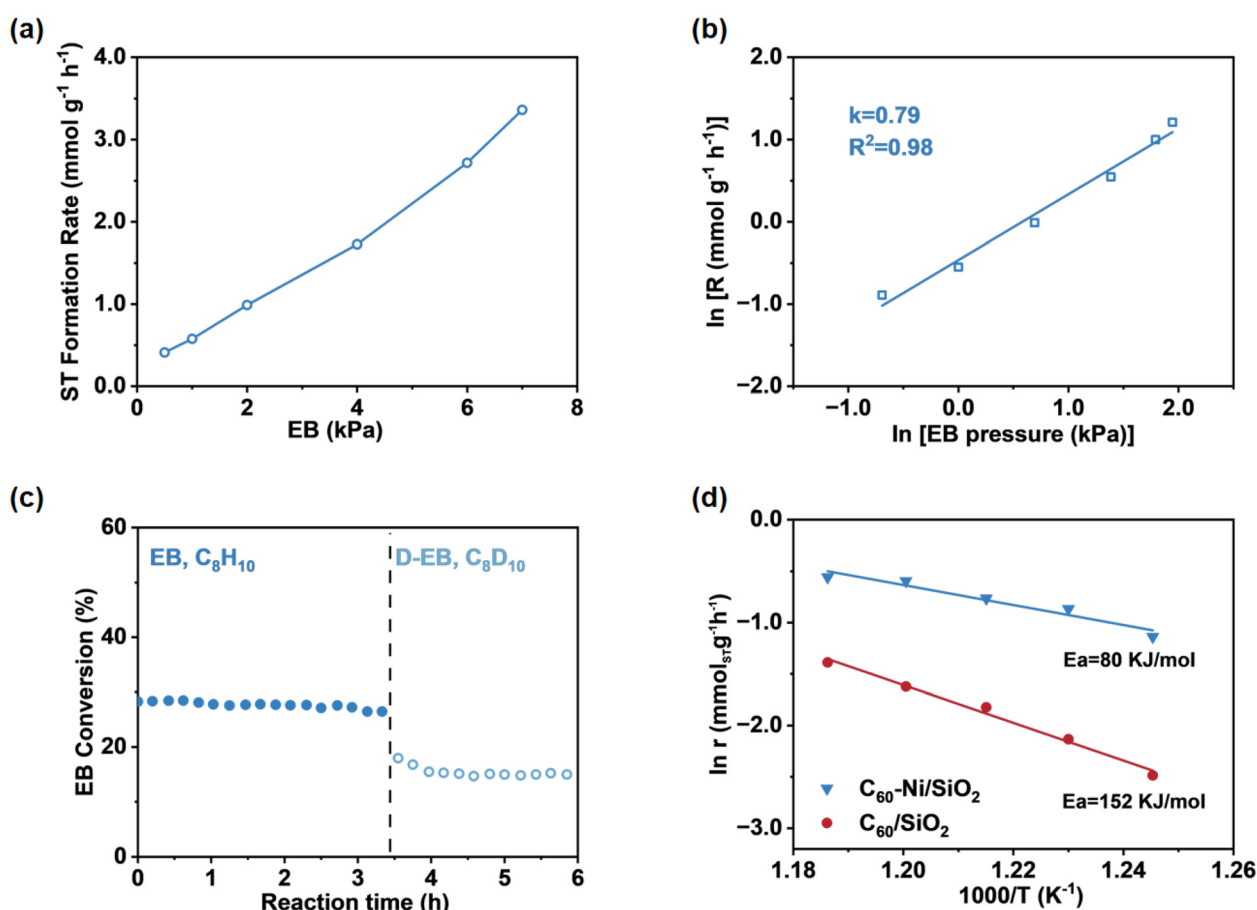 (a)
4.0
3.0
2.0
1.0
0.0
0 2 4 6 8
ST Formation Rate (mmol g⁻¹ h⁻¹)
EB (kPa)
(b)
k=0.79
R²=0.98
2.0
1.0
0.0
−1.0
−2.0
−1.0 0.0 1.0 2.0
ln [R (mmol g⁻¹ h⁻¹)]
ln [EB pressure (kPa)]
(c)
EB, C₈H₁₀ D-EB, C₈D₁₀
60
40
20
0
0 1 2 3 4 5 6
EB Conversion (%)
Reaction time (h)
(d)
0.0
−1.0
−2.0
−3.0
Ea=80 KJ/mol
C₆₀-Ni/SiO₂
C₆₀/SiO₂
Ea=152 KJ/mol
1.18 1.20 1.22 1.24 1.26
ln r (mmolₛₜg⁻¹h⁻¹)
1000/T (K⁻¹)